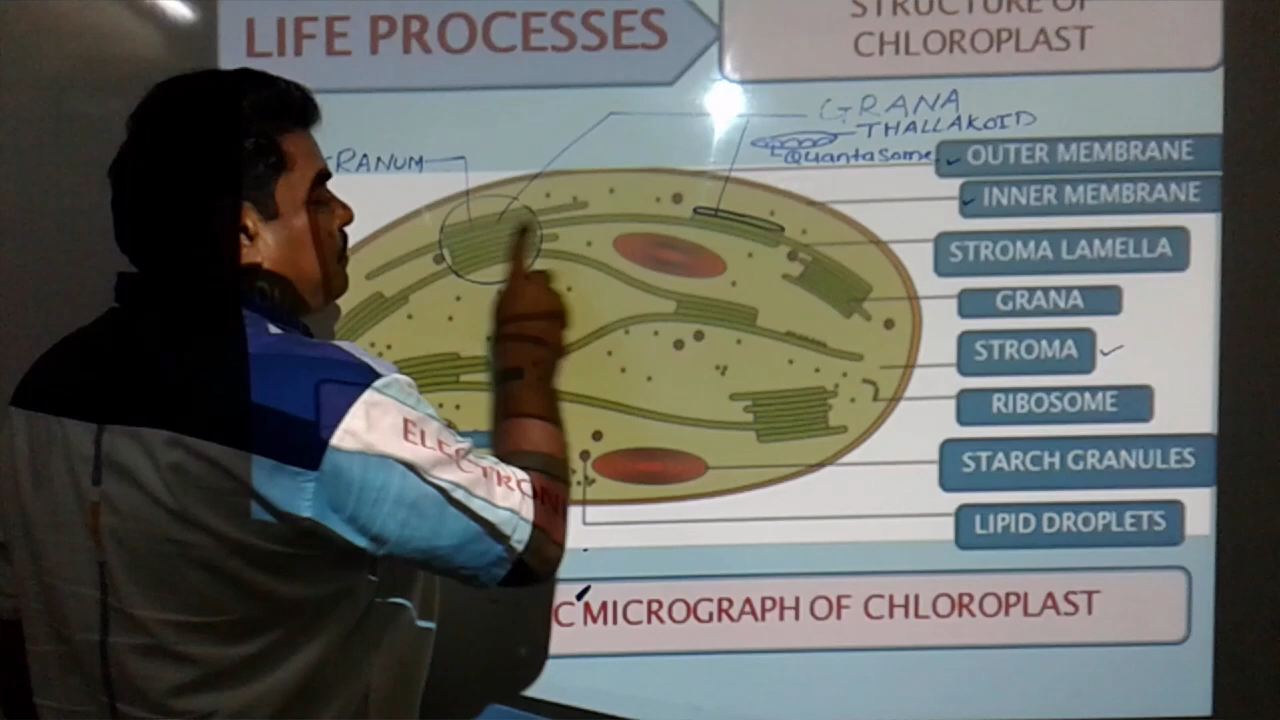 LIFE PROCESSES
STRUCTURE OF
CHLOROPLAST
GRANA
THALLAKOID
QuantaSome
RANUM
OUTER MEMBRANE
INNER MEMBRANE
STROMA LAMELLA
GRANA
STROMA
RIBOSOME
STARCH GRANULES
LIPID DROPLETS
ELECTRONI
C MICROGRAPH OF CHLOROPLAST